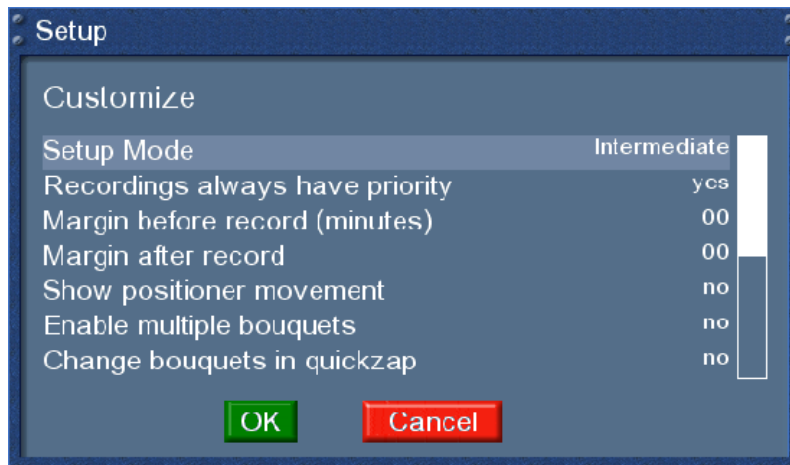 Setup
Customize
Setup Mode Intermediate
Recordings always have priority yes
Margin before record (minutes) 00
Margin after record 00
Show positioner movement no
Enable multiple bouquets no
Change bouquets in quickzap no
OK Cancel